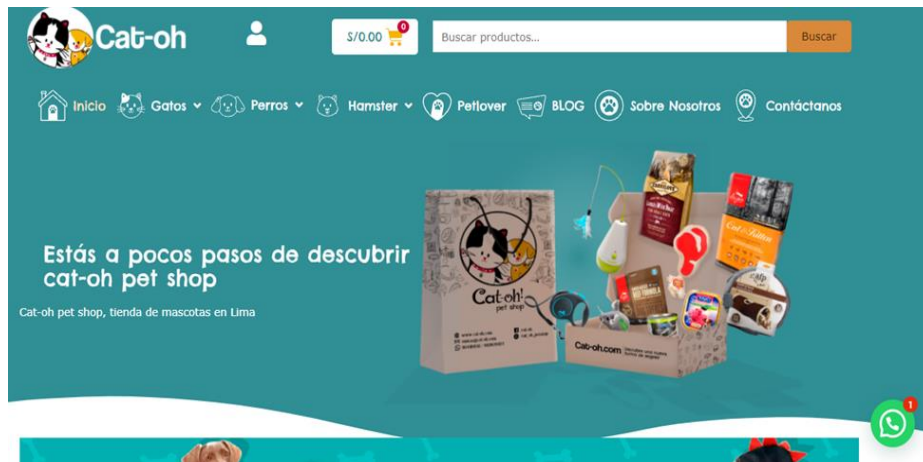 Cat-oh
S/0.00
0
Buscar productos...
Buscar
Inicio
Gatos
Perros
Hamster
Petlover
BLOG
Sobre Nosotros
Contáctanos
Estás a pocos pasos de descubrir
cat-oh pet shop
Cat-oh pet shop, tienda de mascotas en Lima
Cat-oh!
pet shop
Cat-oh.com
Cat & Kitten
1